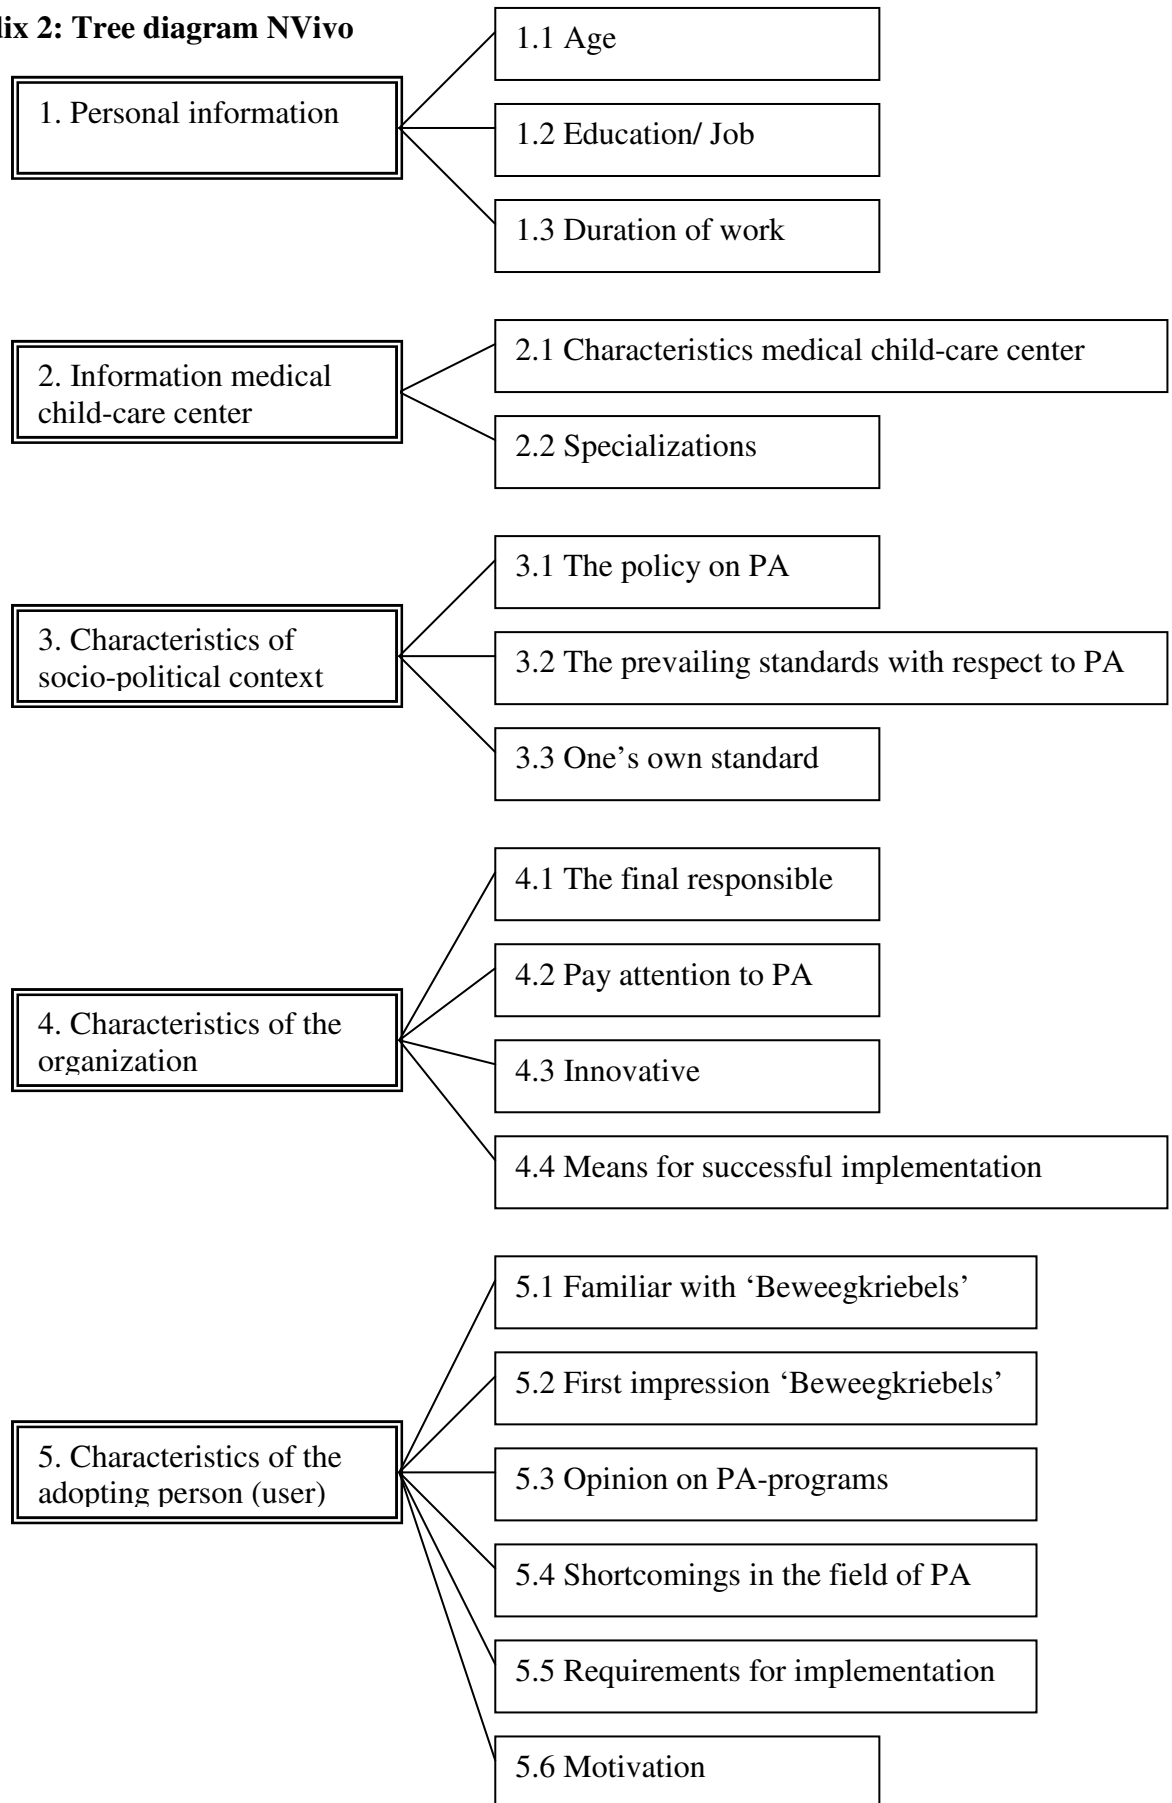 dix 2: Tree diagram NVivo
1. Personal information
1.1 Age
1.2 Education/ Job
1.3 Duration of work
2. Information medical
child-care center
2.1 Characteristics medical child-care center
2.2 Specializations
3. Characteristics of
socio-political context
3.1 The policy on PA
3.2 The prevailing standards with respect to PA
3.3 One’s own standard
4. Characteristics of the
organization
4.1 The final responsible
4.2 Pay attention to PA
4.3 Innovative
4.4 Means for successful implementation
5. Characteristics of the
adopting person (user)
5.1 Familiar with ‘Beweegkriebels’
5.2 First impression ‘Beweegkriebels’
5.3 Opinion on PA-programs
5.4 Shortcomings in the field of PA
5.5 Requirements for implementation
5.6 Motivation